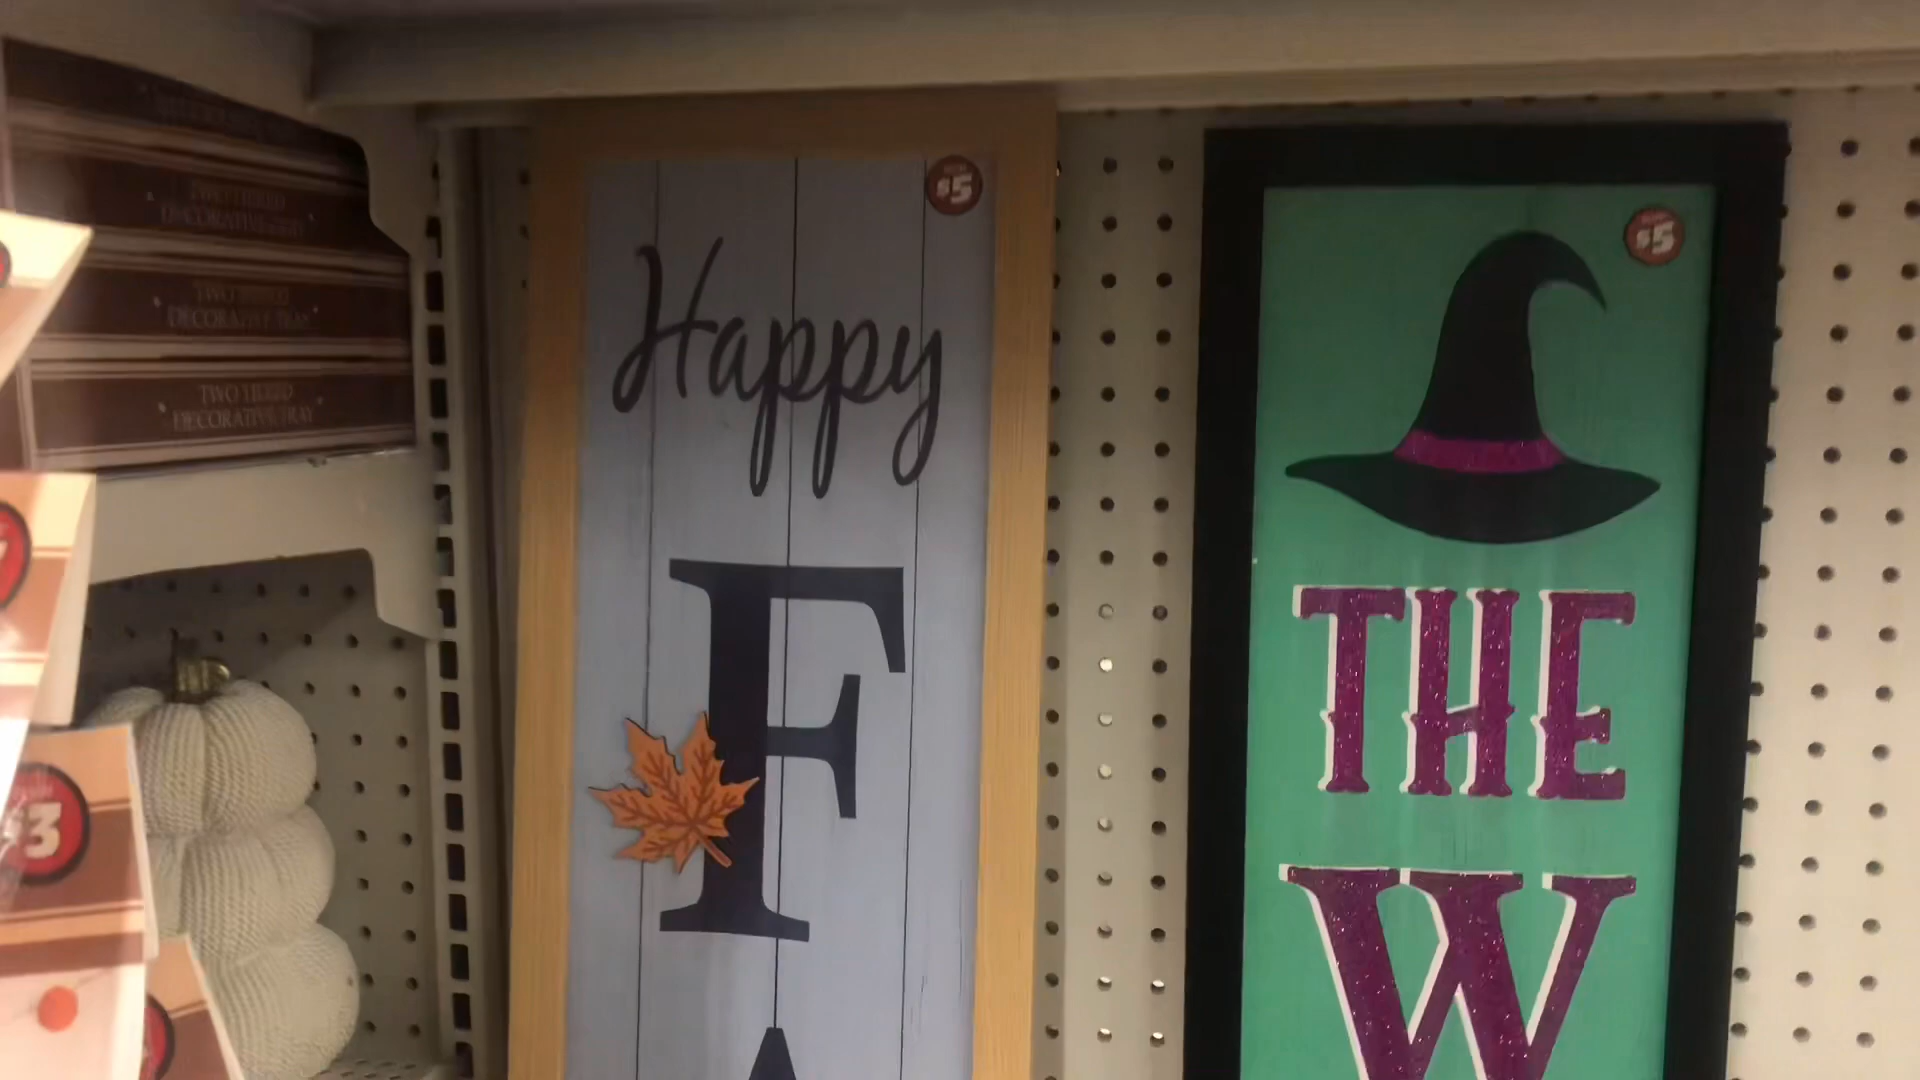 TWO TIERED
DECORATIVE TRAY
TWO TIERED
DECORATIVE TRAY
TWO TIERED
DECORATIVE TRAY
$3
$5
Happy
F
A
$5
THE
W